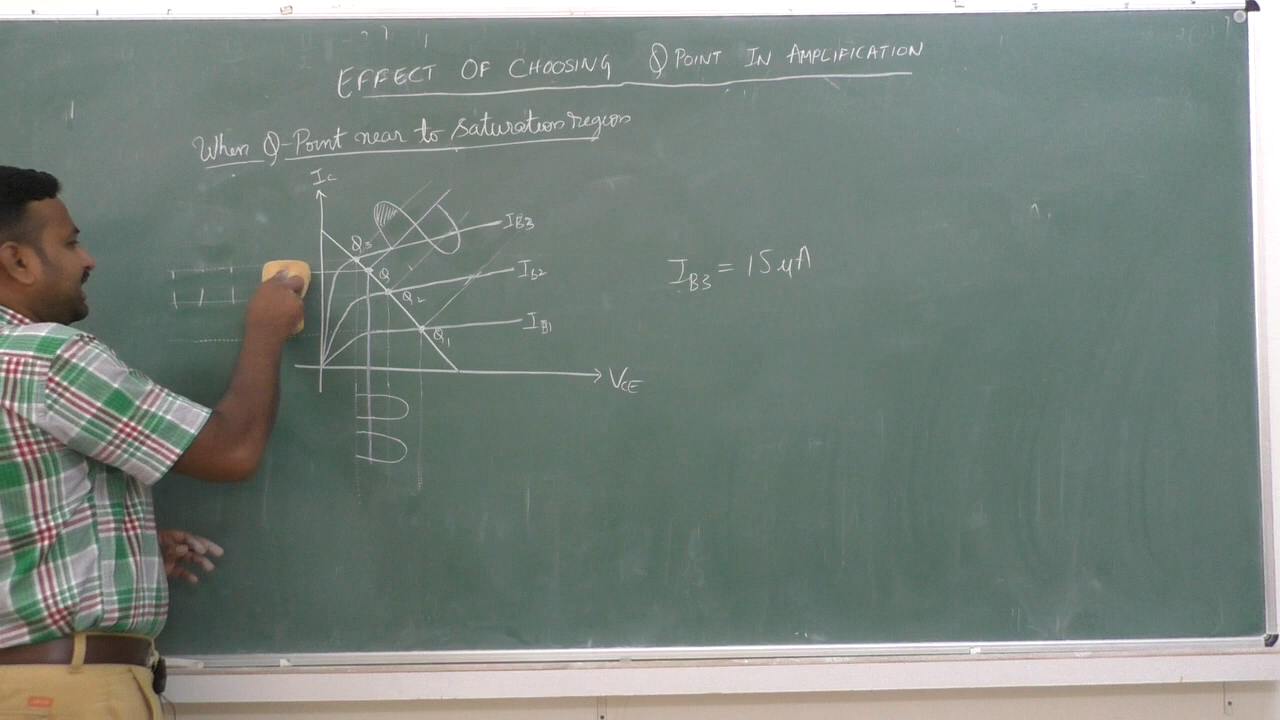 EFFECT OF CHOOSING Q POINT IN AMPLIFICATION
When Q-Point near to Saturation region
Ic
IB3
Q3
Q
IB2
Q2
IB1
Q1
VCE
IB3 = 15 μA